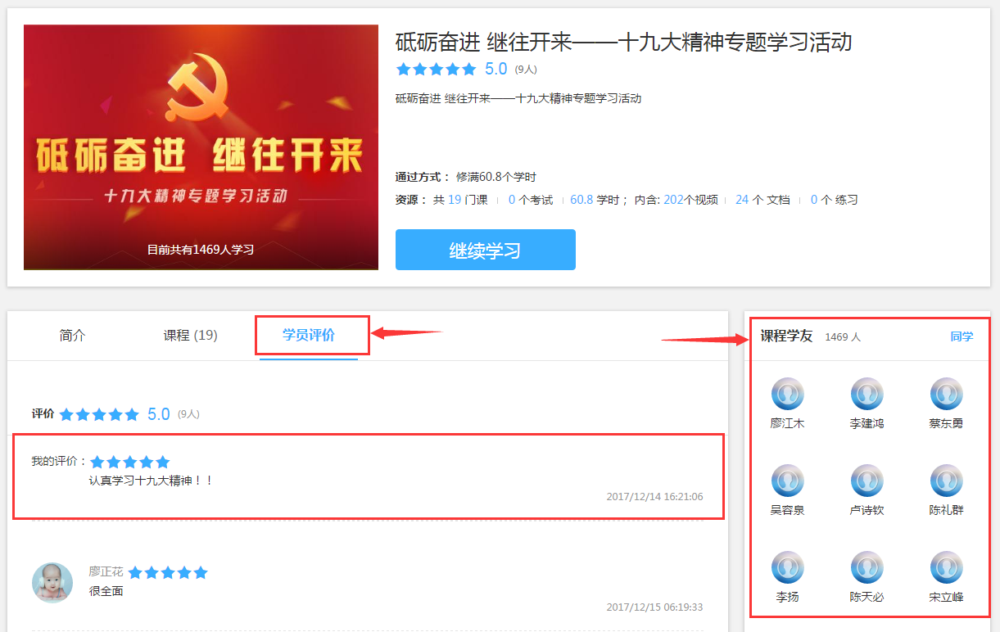 砥砺奋进 继往开来
十九大精神专题学习活动
目前共有1469人学习
砥砺奋进 继往开来——十九大精神专题学习活动
5.0 (9人)
砥砺奋进 继往开来——十九大精神专题学习活动
通过方式： 修满60.8个学时
资源： 共 19 门课 | 0 个考试 | 60.8 学时； 内含: 202个视频 | 24 个 文档 | 0 个 练习
继续学习
简介 课程 (19) 学员评价
评价 5.0 (9人)
我的评价：
认真学习十九大精神！！
2017/12/14 16:21:06
廖正花
很全面
2017/12/15 06:19:33
课程学友 1469 人 同学
廖江木 李建鸿 蔡东勇
吴容泉 卢诗钦 陈礼群
李扬 陈天必 宋立峰